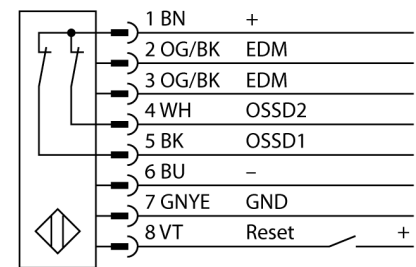 1 BN +
2 OG/BK EDM
3 OG/BK EDM
4 WH OSSD2
5 BK OSSD1
6 BU –
7 GNYE GND
8 VT Reset +